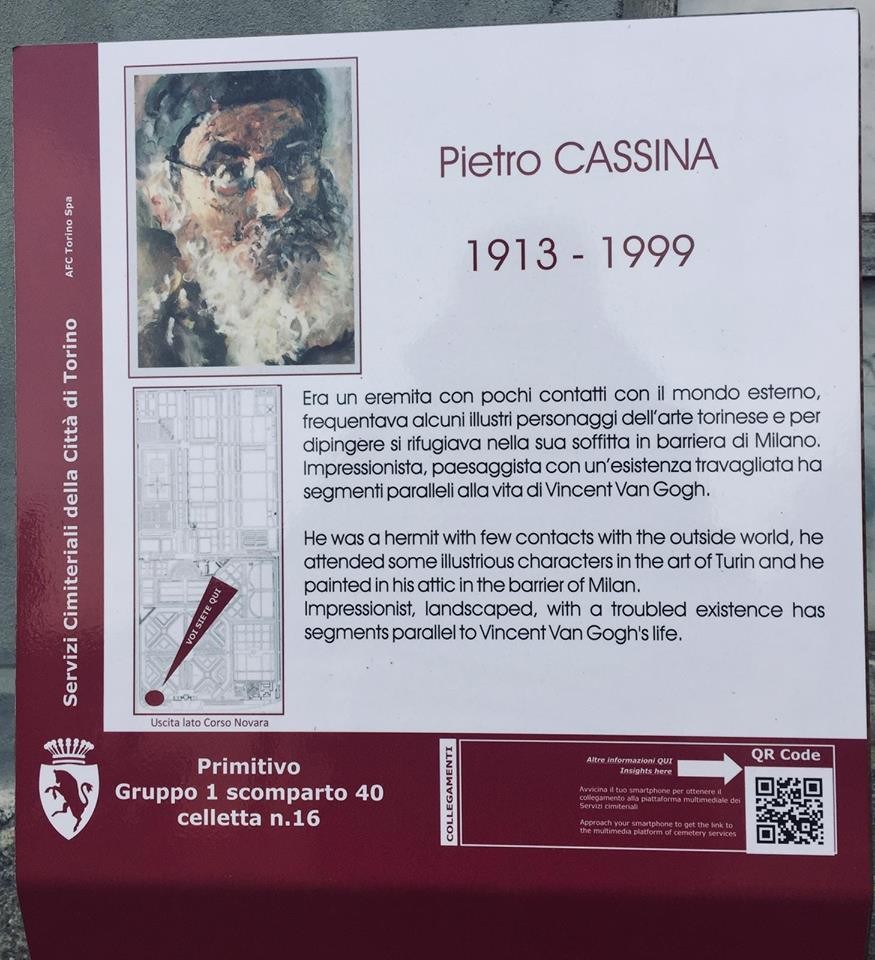 Servizi Cimiteriali della Città di Torino
AFC Torino Spa
Pietro CASSINA
1913 - 1999
Era un eremita con pochi contatti con il mondo esterno,
frequentava alcuni illustri personaggi dell'arte torinese e per
dipingere si rifugiava nella sua soffitta in barriera di Milano.
Impressionista, paesaggista con un'esistenza travagliata ha
segmenti paralleli alla vita di Vincent Van Gogh.
He was a hermit with few contacts with the outside world, he
attended some illustrious characters in the art of Turin and he
painted in his attic in the barrier of Milan.
Impressionist, landscaped, with a troubled existence has
segments parallel to Vincent Van Gogh's life.
VOI SIETE QUI
Uscita lato Corso Novara
Primitivo
Gruppo 1 scomparto 40
celletta n.16
COLLEGAMENTI
Altre informazioni QUI
Insights here
QR Code
Avvicina il tuo smartphone per ottenere il
collegamento alla piattaforma multimediale dei
Servizi cimiteriali
Approach your smartphone to get the link to
the multimedia platform of cemetery services